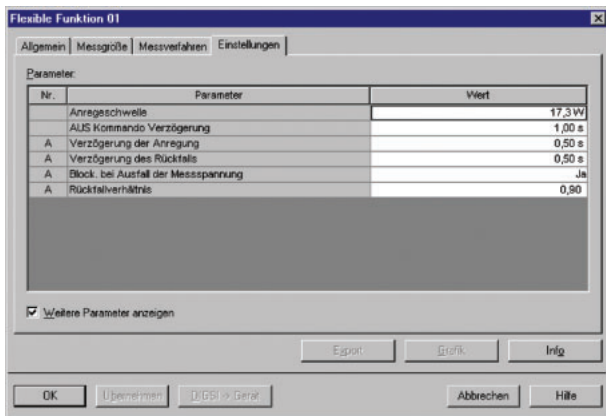 Flexible Funktion 01
Allgemein Messgröße Messverfahren Einstellungen
Parameter:
Nr. Parameter Wert
Anregeschwelle 17,3 W
AUS Kommando Verzögerung 1,00 s
A Verzögerung der Anregung 0,50 s
A Verzögerung des Rückfalls 0,50 s
A Block. bei Ausfall der Messspannung Ja
A Rückfallverhältnis 0,90
Weitere Parameter anzeigen
Export Grafik Info
OK Übernehmen DIGSI -> Gerät Abbrechen Hilfe